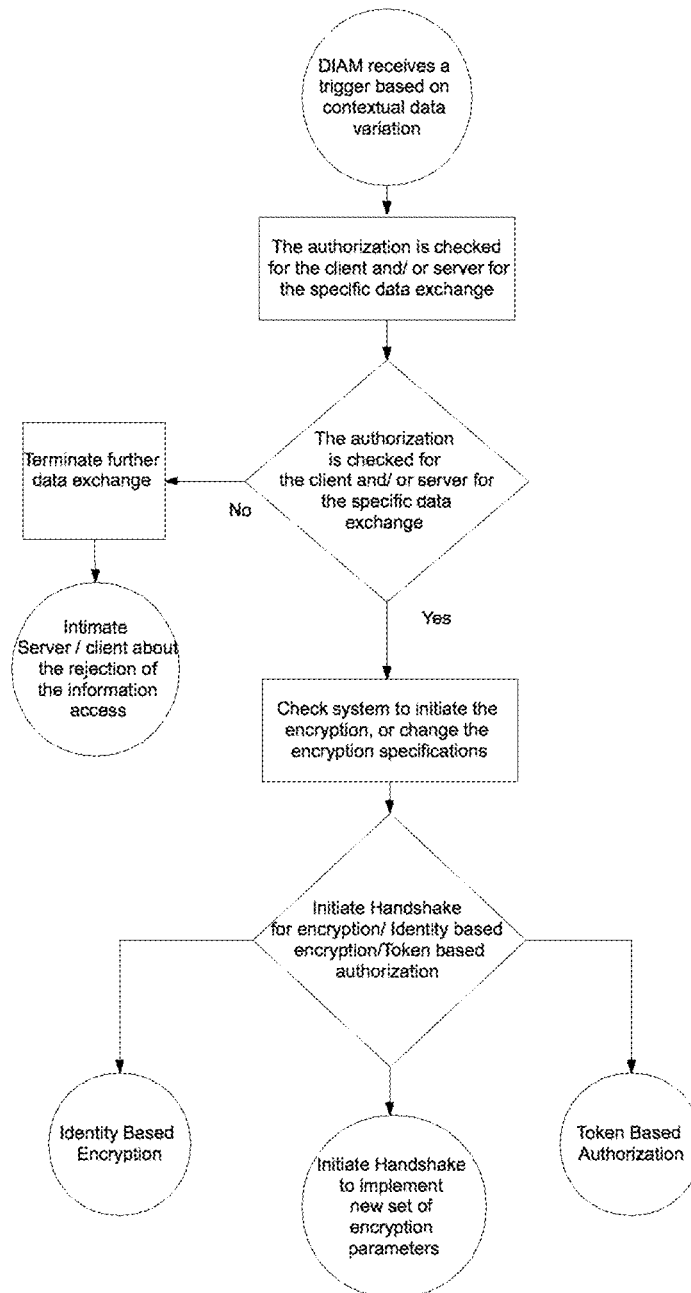 DIAM receives a
trigger based on
contextual data
variation
The authorization is checked
for the client and/ or server for
the specific data exchange
The authorization
is checked for
the client and/ or server for
the specific data
exchange
Terminate further
data exchange
No
Intimate
Server / client about
the rejection of
the information
access
Yes
Check system to initiate the
encryption, or change the
encryption specifications
Initiate Handshake
for encryption/ Identity based
encryption/Token based
authorization
Identity Based
Encryption
Initiate Handshake
to implement
new set of
encryption
parameters
Token Based
Authorization